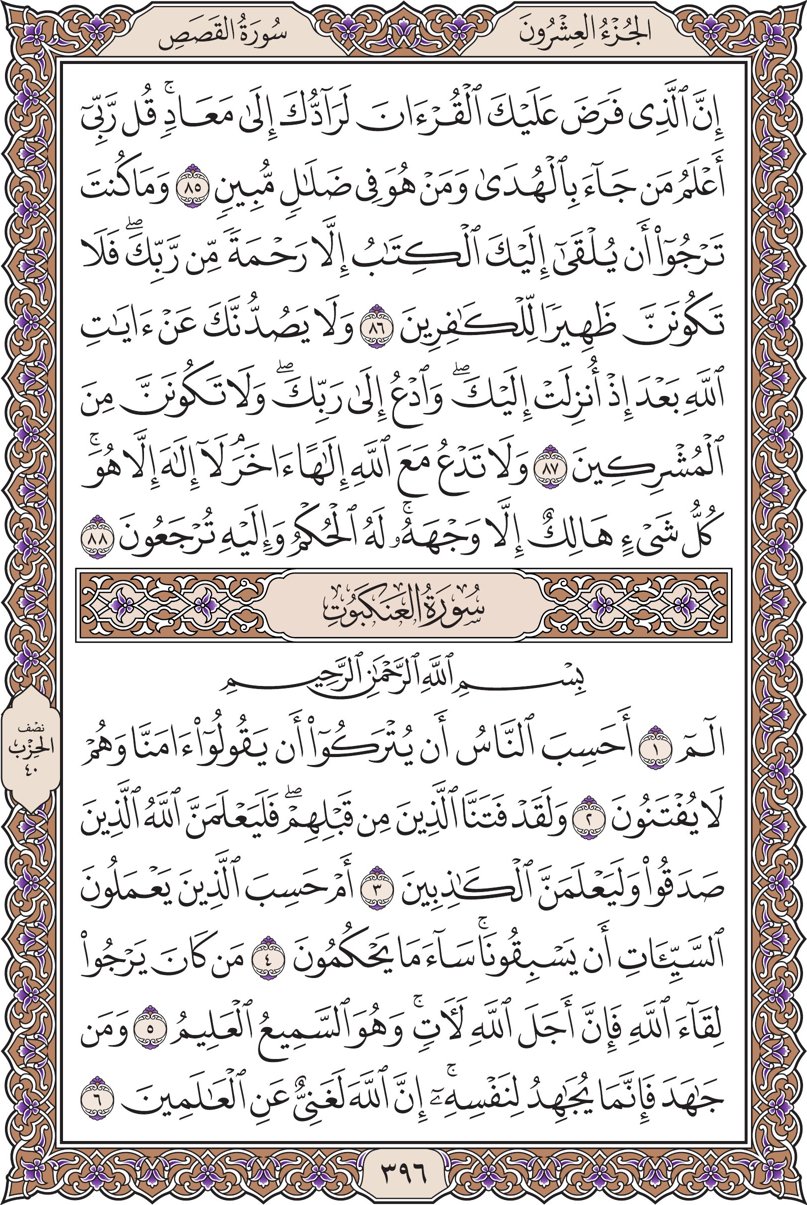 الجُزْءُ العِشْرُونَ
سُورَةُ القَصَصِ
إِنَّ ٱلَّذِى فَرَضَ عَلَيْكَ ٱلْقُرْءَانَ لَرَآدُّكَ إِلَىٰ مَعَادٍۚ قُل رَّبِّىٓ
أَعْلَمُ مَن جَآءَ بِٱلْهُدَىٰ وَمَنْ هُوَ فِى ضَلَٰلٍ مُّبِينٍ ٨٥ وَمَا كُنتَ
تَرْجُوٓا۟ أَن يُلْقَىٰٓ إِلَيْكَ ٱلْكِتَٰبُ إِلَّا رَحْمَةً مِّن رَّبِّكَۖ فَلَا
تَكُونَنَّ ظَهِيرًا لِّلْكَٰفِرِينَ ٨٦ وَلَا يَصُدُّنَّكَ عَنْ ءَايَٰتِ
ٱللَّهِ بَعْدَ إِذْ أُنزِلَتْ إِلَيْكَۖ وَٱدْعُ إِلَىٰ رَبِّكَۖ وَلَا تَكُونَنَّ مِنَ
ٱلْمُشْرِكِينَ ٨٧ وَلَا تَدْعُ مَعَ ٱللَّهِ إِلَٰهًا ءَاخَرَۘ لَآ إِلَٰهَ إِلَّا هُوَۚ
كُلُّ شَىْءٍ هَالِكٌ إِلَّا وَجْهَهُۥۚ لَهُ ٱلْحُكْمُ وَإِلَيْهِ تُرْجَعُونَ ٨٨
سُورَةُ العَنكَبُوتِ
بِسْمِ ٱللَّهِ ٱلرَّحْمَٰنِ ٱلرَّحِيمِ
الٓمٓ ١ أَحَسِبَ ٱلنَّاسُ أَن يُتْرَكُوٓا۟ أَن يَقُولُوٓا۟ ءَامَنَّا وَهُمْ
لَا يُفْتَنُونَ ٢ وَلَقَدْ فَتَنَّا ٱلَّذِينَ مِن قَبْلِهِمْۖ فَلَيَعْلَمَنَّ ٱللَّهُ ٱلَّذِينَ
صَدَقُوا۟ وَلَيَعْلَمَنَّ ٱلْكَٰذِبِينَ ٣ أَمْ حَسِبَ ٱلَّذِينَ يَعْمَلُونَ
ٱلسَّيِّـَٔاتِ أَن يَسْبِقُونَاۚ سَآءَ مَا يَحْكُمُونَ ٤ مَن كَانَ يَرْجُوا۟
لِقَآءَ ٱللَّهِ فَإِنَّ أَجَلَ ٱللَّهِ لَـَٔاتٍۚ وَهُوَ ٱلسَّمِيعُ ٱلْعَلِيمُ ٥ وَمَن
جَٰهَدَ فَإِنَّمَا يُجَٰهِدُ لِنَفْسِهِۦٓۚ إِنَّ ٱللَّهَ لَغَنِىٌّ عَنِ ٱلْعَٰلَمِينَ ٦
نصف
الحزب
٤٠
٣٩٦